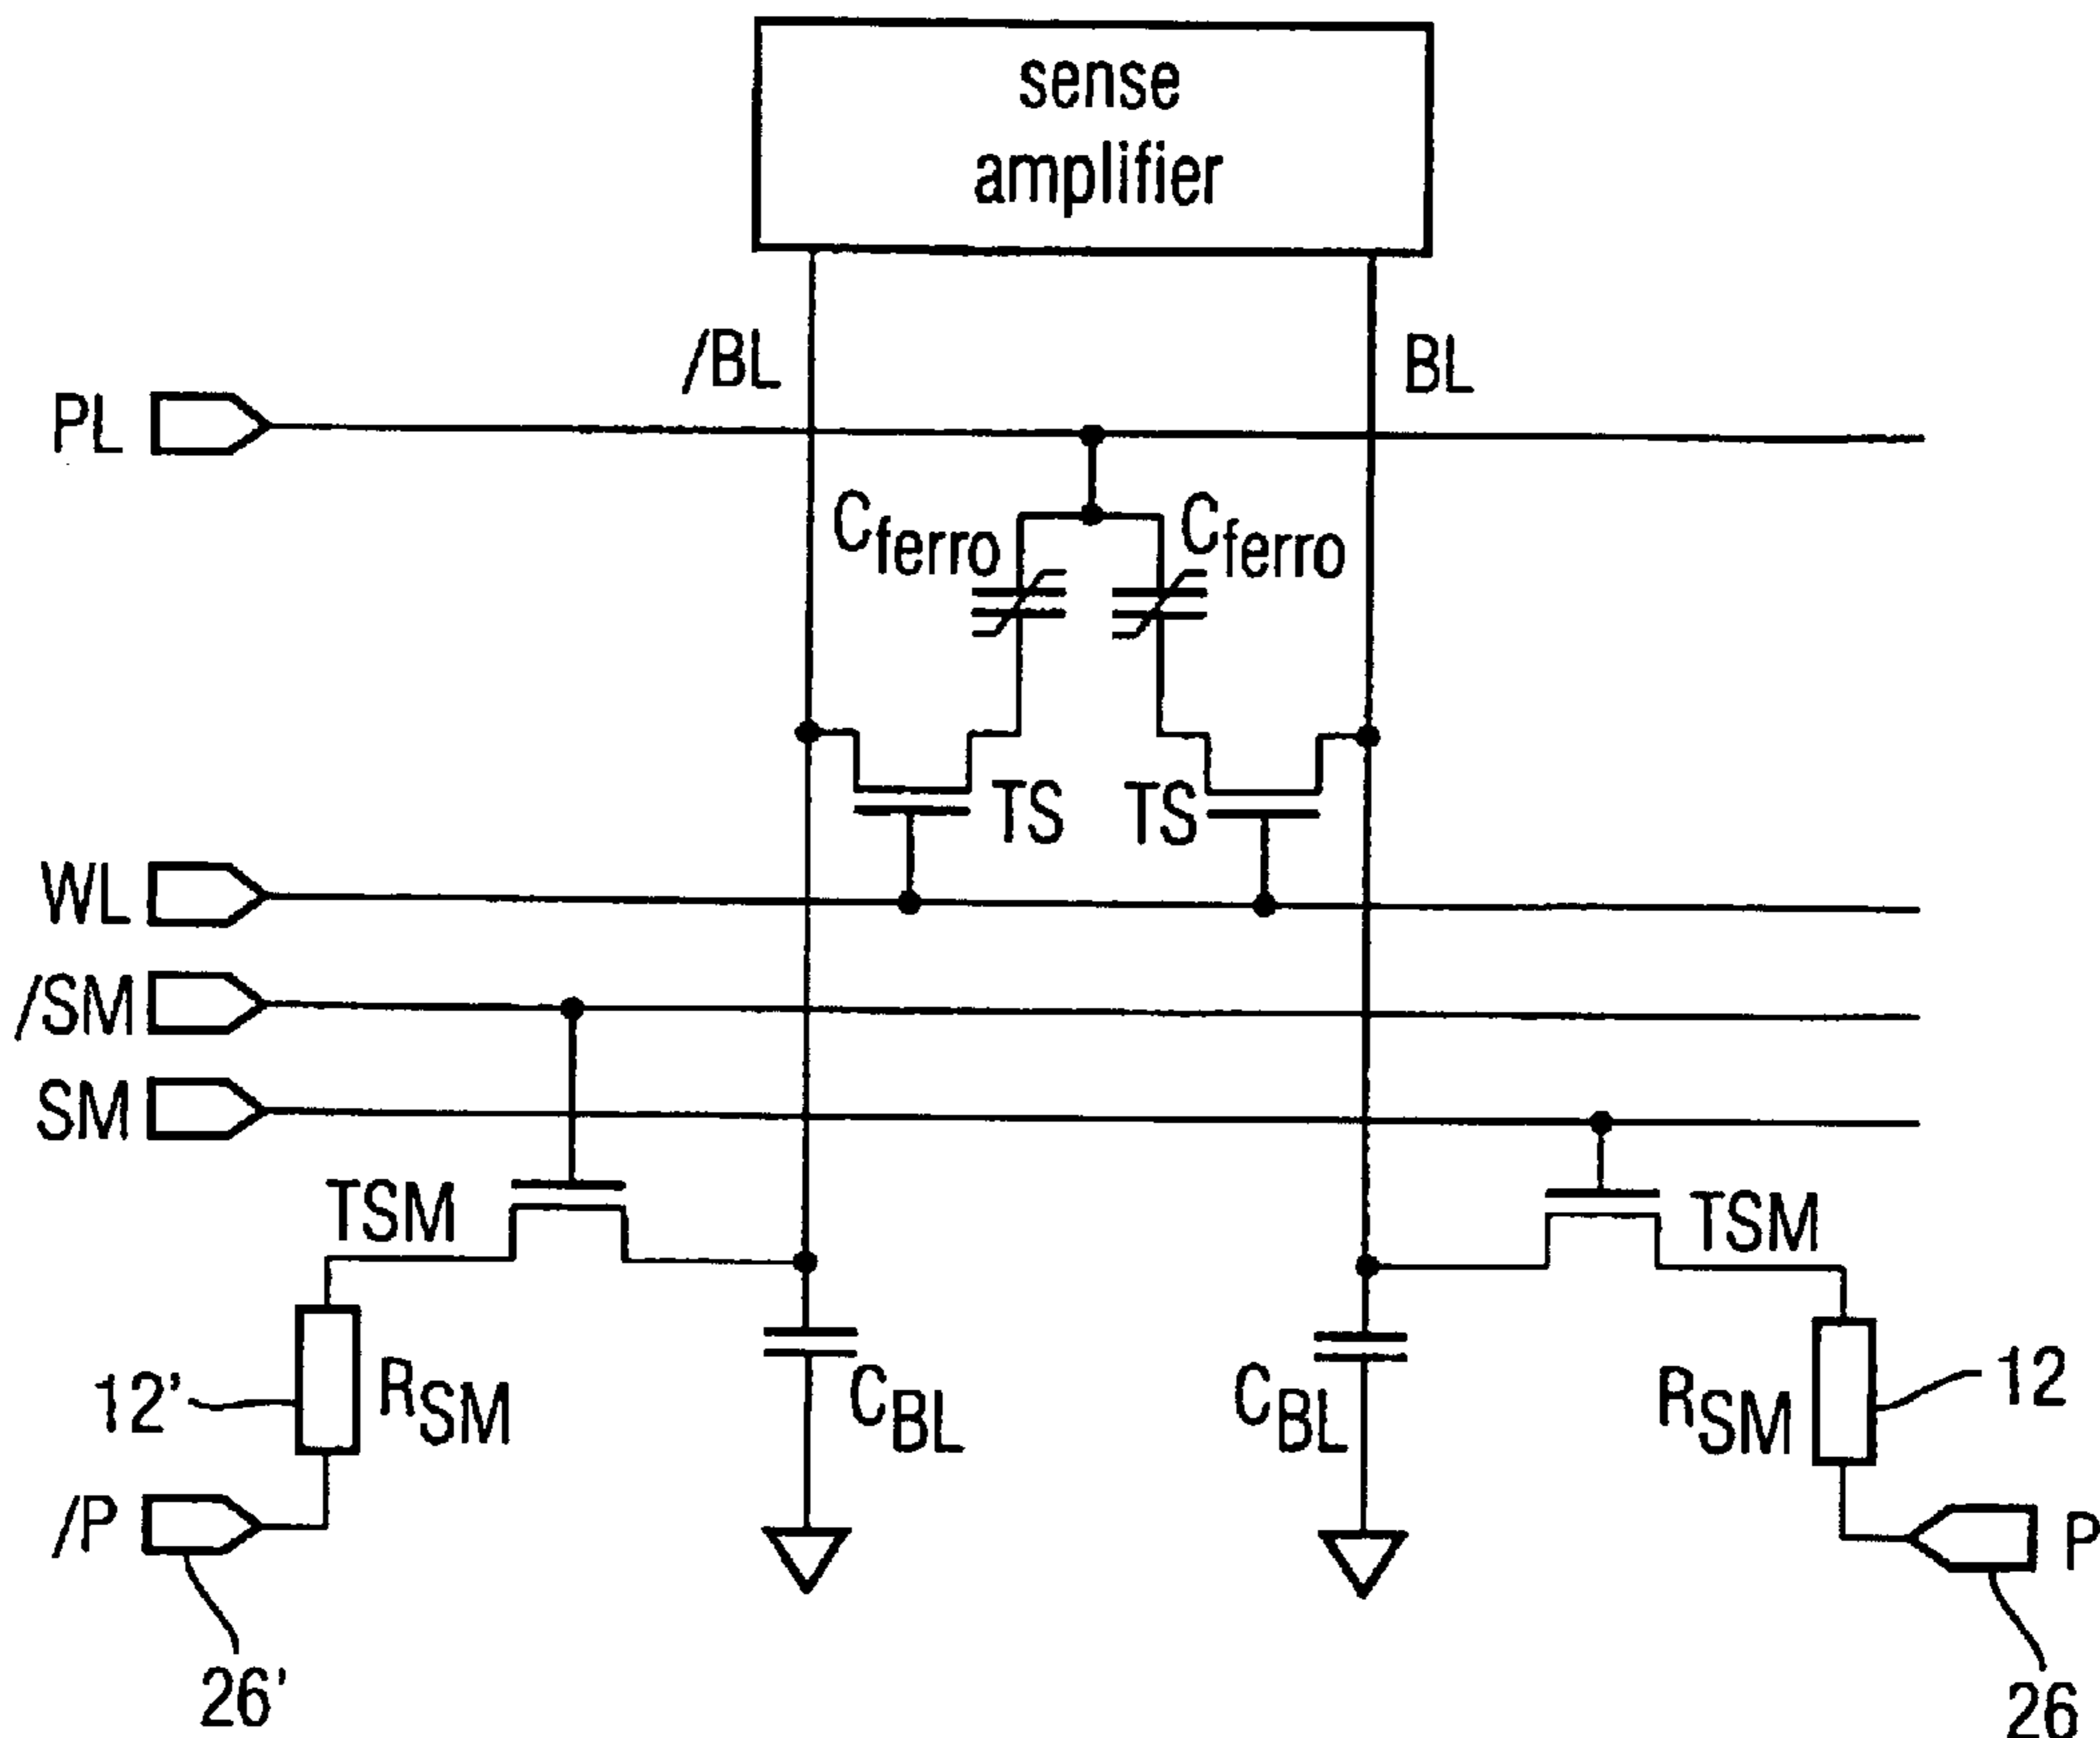 sense
amplifier
/BL
BL
PL
Cferro
Cferro
TS
TS
WL
/SM
SM
TSM
TSM
12'
RSM
CBL
CBL
RSM
12
/P
P
26'
26